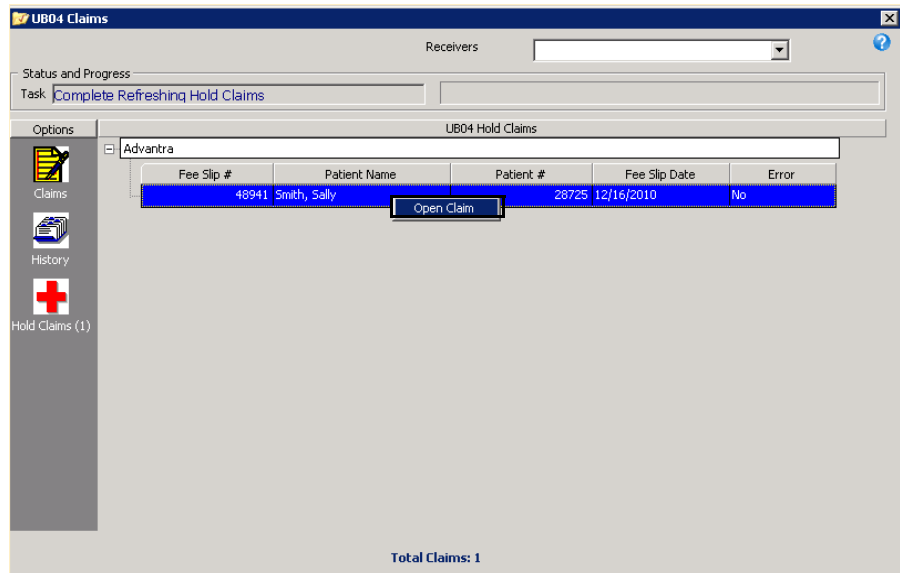 UB04 Claims
Receivers
Status and Progress
Task Complete Refreshing Hold Claims
Options
UB04 Hold Claims
Advantra
Fee Slip # Patient Name Patient # Fee Slip Date Error
48941 Smith, Sally 28725 12/16/2010 No
Open Claim
Claims
History
Hold Claims (1)
Total Claims: 1